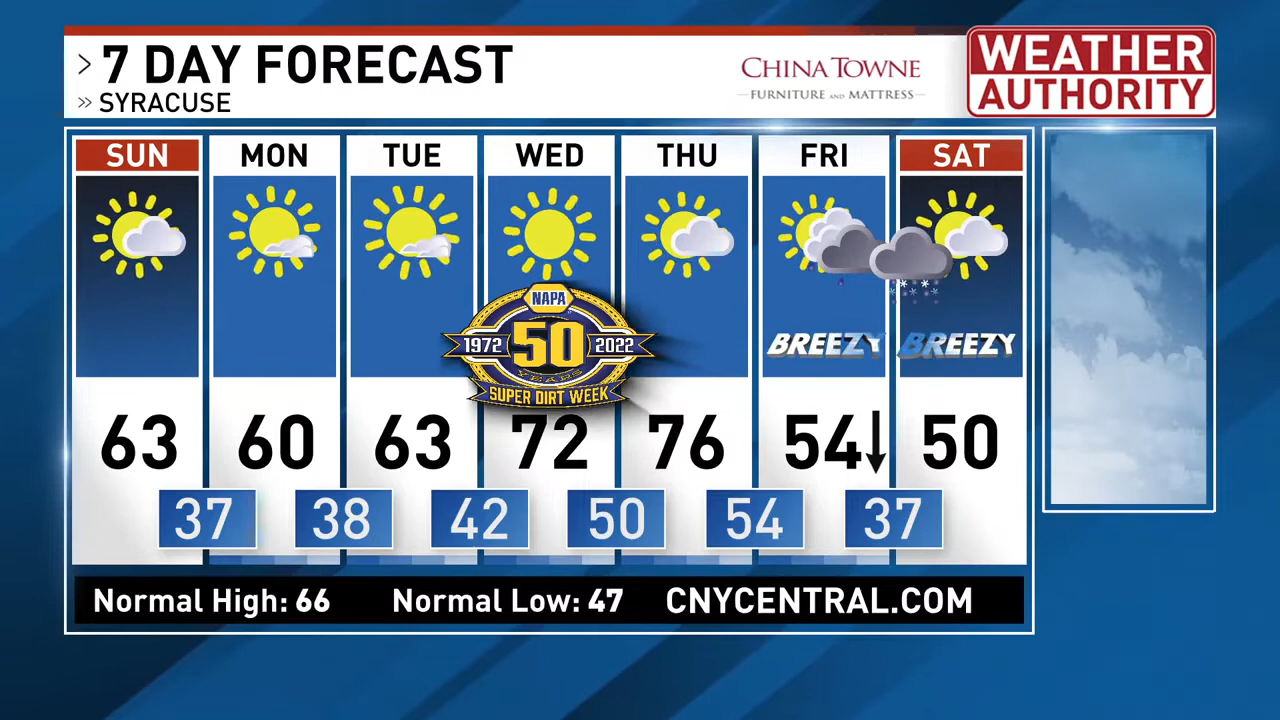 > 7 DAY FORECAST
» SYRACUSE
CHINA TOWNE
FURNITURE AND MATTRESS
WEATHER
AUTHORITY
SUN MON TUE WED THU FRI SAT
NAPA
1972 50 2022
YEARS
SUPER DIRT WEEK
BREEZY BREEZY
63 60 63 72 76 54↓ 50
37 38 42 50 54 37
Normal High: 66 Normal Low: 47 CNYCENTRAL.COM